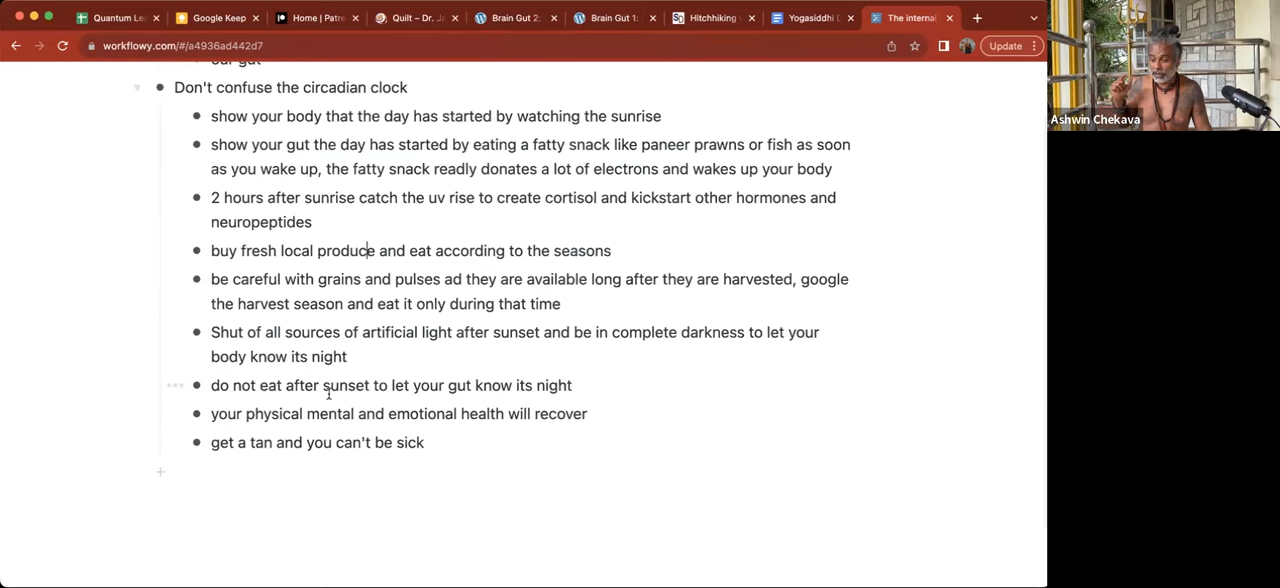 Quantum Le
Google Keep
Home | Patre
Quilt – Dr. Ja
Brain Gut 2:
Brain Gut 1:
Hitchhiking
Yogasiddhi D
The internal
workflowy.com/#/a4936ad442d7
Update
our gut
Don't confuse the circadian clock
show your body that the day has started by watching the sunrise
show your gut the day has started by eating a fatty snack like paneer prawns or fish as soon
as you wake up, the fatty snack readly donates a lot of electrons and wakes up your body
2 hours after sunrise catch the uv rise to create cortisol and kickstart other hormones and
neuropeptides
buy fresh local produce and eat according to the seasons
be careful with grains and pulses ad they are available long after they are harvested, google
the harvest season and eat it only during that time
Shut of all sources of artificial light after sunset and be in complete darkness to let your
body know its night
do not eat after sunset to let your gut know its night
your physical mental and emotional health will recover
get a tan and you can't be sick
Ashwin Chekava